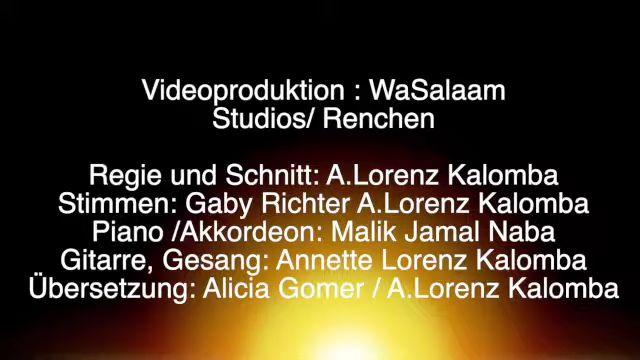 Videoproduktion : WaSalaam
Studios/ Renchen
Regie und Schnitt: A.Lorenz Kalomba
Stimmen: Gaby Richter A.Lorenz Kalomba
Piano /Akkordeon: Malik Jamal Naba
Gitarre, Gesang: Annette Lorenz Kalomba
Übersetzung: Alicia Gomer / A.Lorenz Kalomba